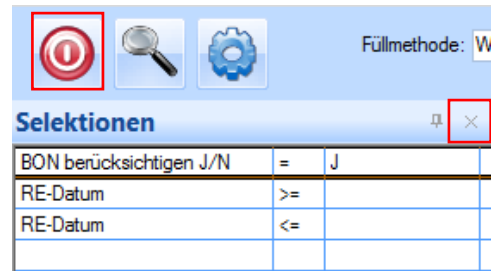 Füllmethode: W
Selektionen
BON berücksichtigen J/N = J
RE-Datum >=
RE-Datum <=